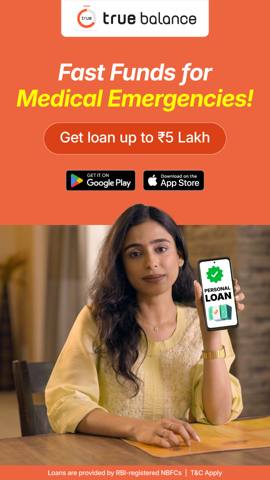 true
true balance
Fast Funds for
Medical Emergencies!
Get loan up to ₹5 Lakh
GET IT ON
Google Play
Download on the
App Store
PERSONAL
LOAN
Loans are provided by RBI-registered NBFCs | T&C Apply